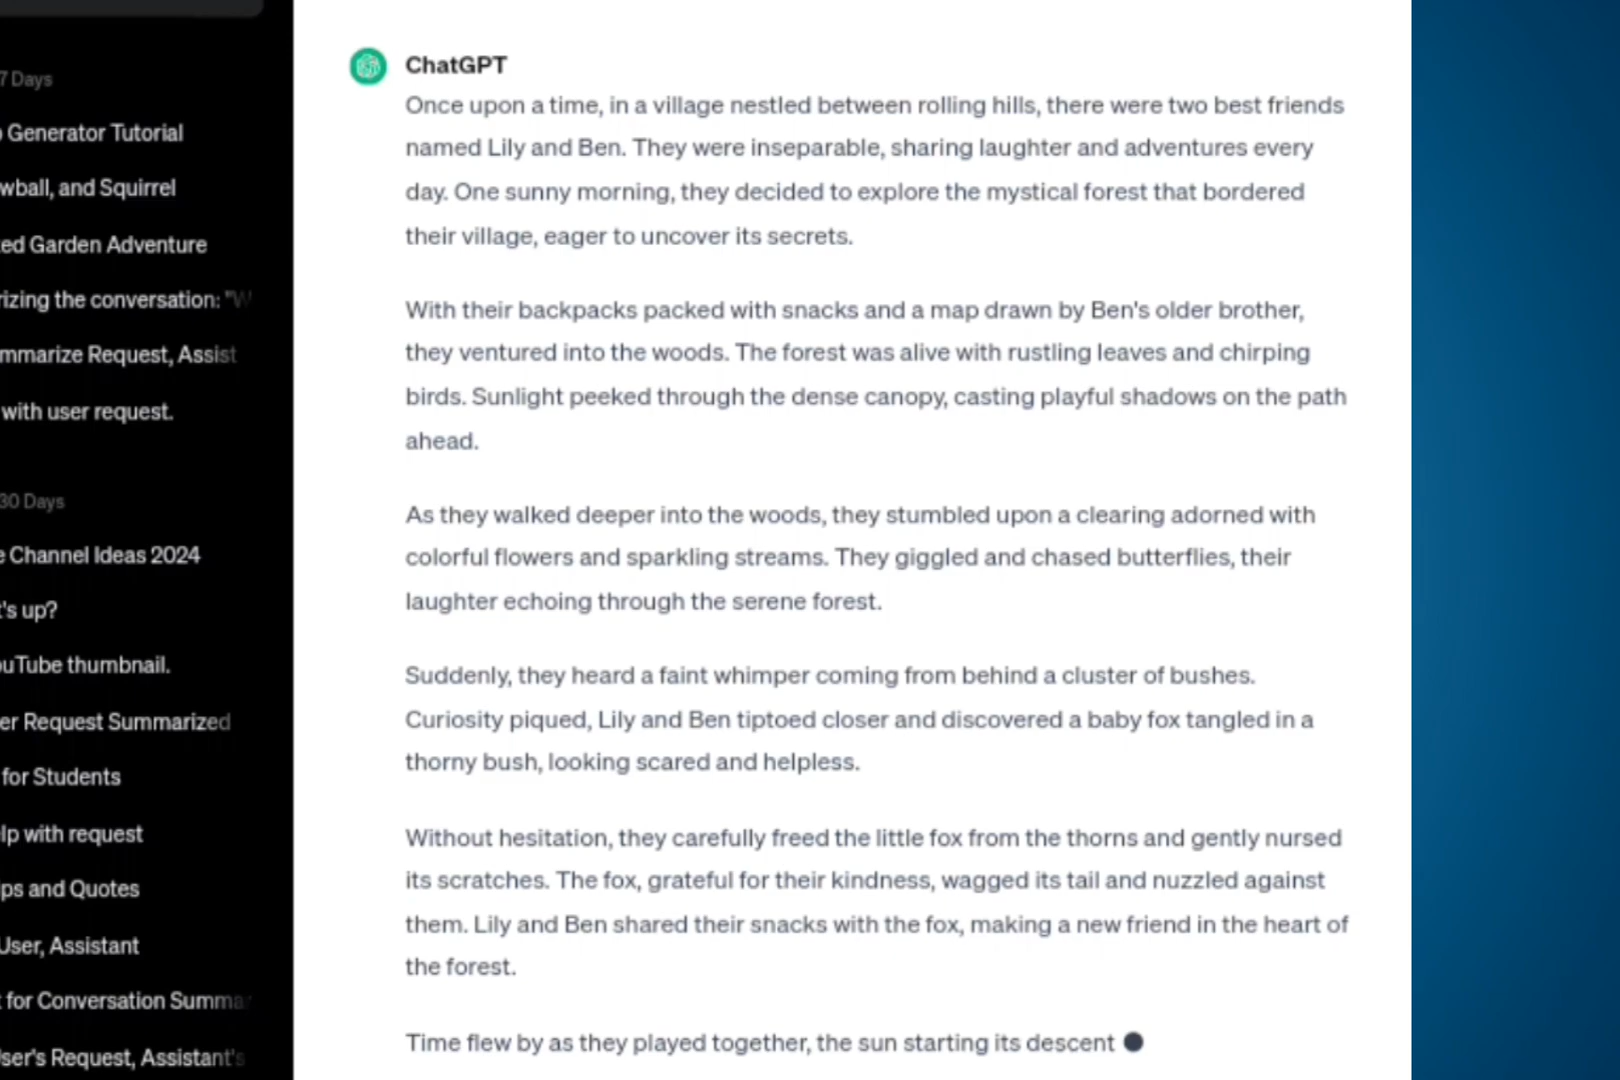 7 Days
Generator Tutorial
wball, and Squirrel
ed Garden Adventure
rizing the conversation: "W
mmarize Request, Assist
with user request.
30 Days
e Channel Ideas 2024
t's up?
ouTube thumbnail.
er Request Summarized
for Students
lp with request
ips and Quotes
User, Assistant
t for Conversation Summa
User's Request, Assistant's
ChatGPT
Once upon a time, in a village nestled between rolling hills, there were two best friends
named Lily and Ben. They were inseparable, sharing laughter and adventures every
day. One sunny morning, they decided to explore the mystical forest that bordered
their village, eager to uncover its secrets.
With their backpacks packed with snacks and a map drawn by Ben's older brother,
they ventured into the woods. The forest was alive with rustling leaves and chirping
birds. Sunlight peeked through the dense canopy, casting playful shadows on the path
ahead.
As they walked deeper into the woods, they stumbled upon a clearing adorned with
colorful flowers and sparkling streams. They giggled and chased butterflies, their
laughter echoing through the serene forest.
Suddenly, they heard a faint whimper coming from behind a cluster of bushes.
Curiosity piqued, Lily and Ben tiptoed closer and discovered a baby fox tangled in a
thorny bush, looking scared and helpless.
Without hesitation, they carefully freed the little fox from the thorns and gently nursed
its scratches. The fox, grateful for their kindness, wagged its tail and nuzzled against
them. Lily and Ben shared their snacks with the fox, making a new friend in the heart of
the forest.
Time flew by as they played together, the sun starting its descent